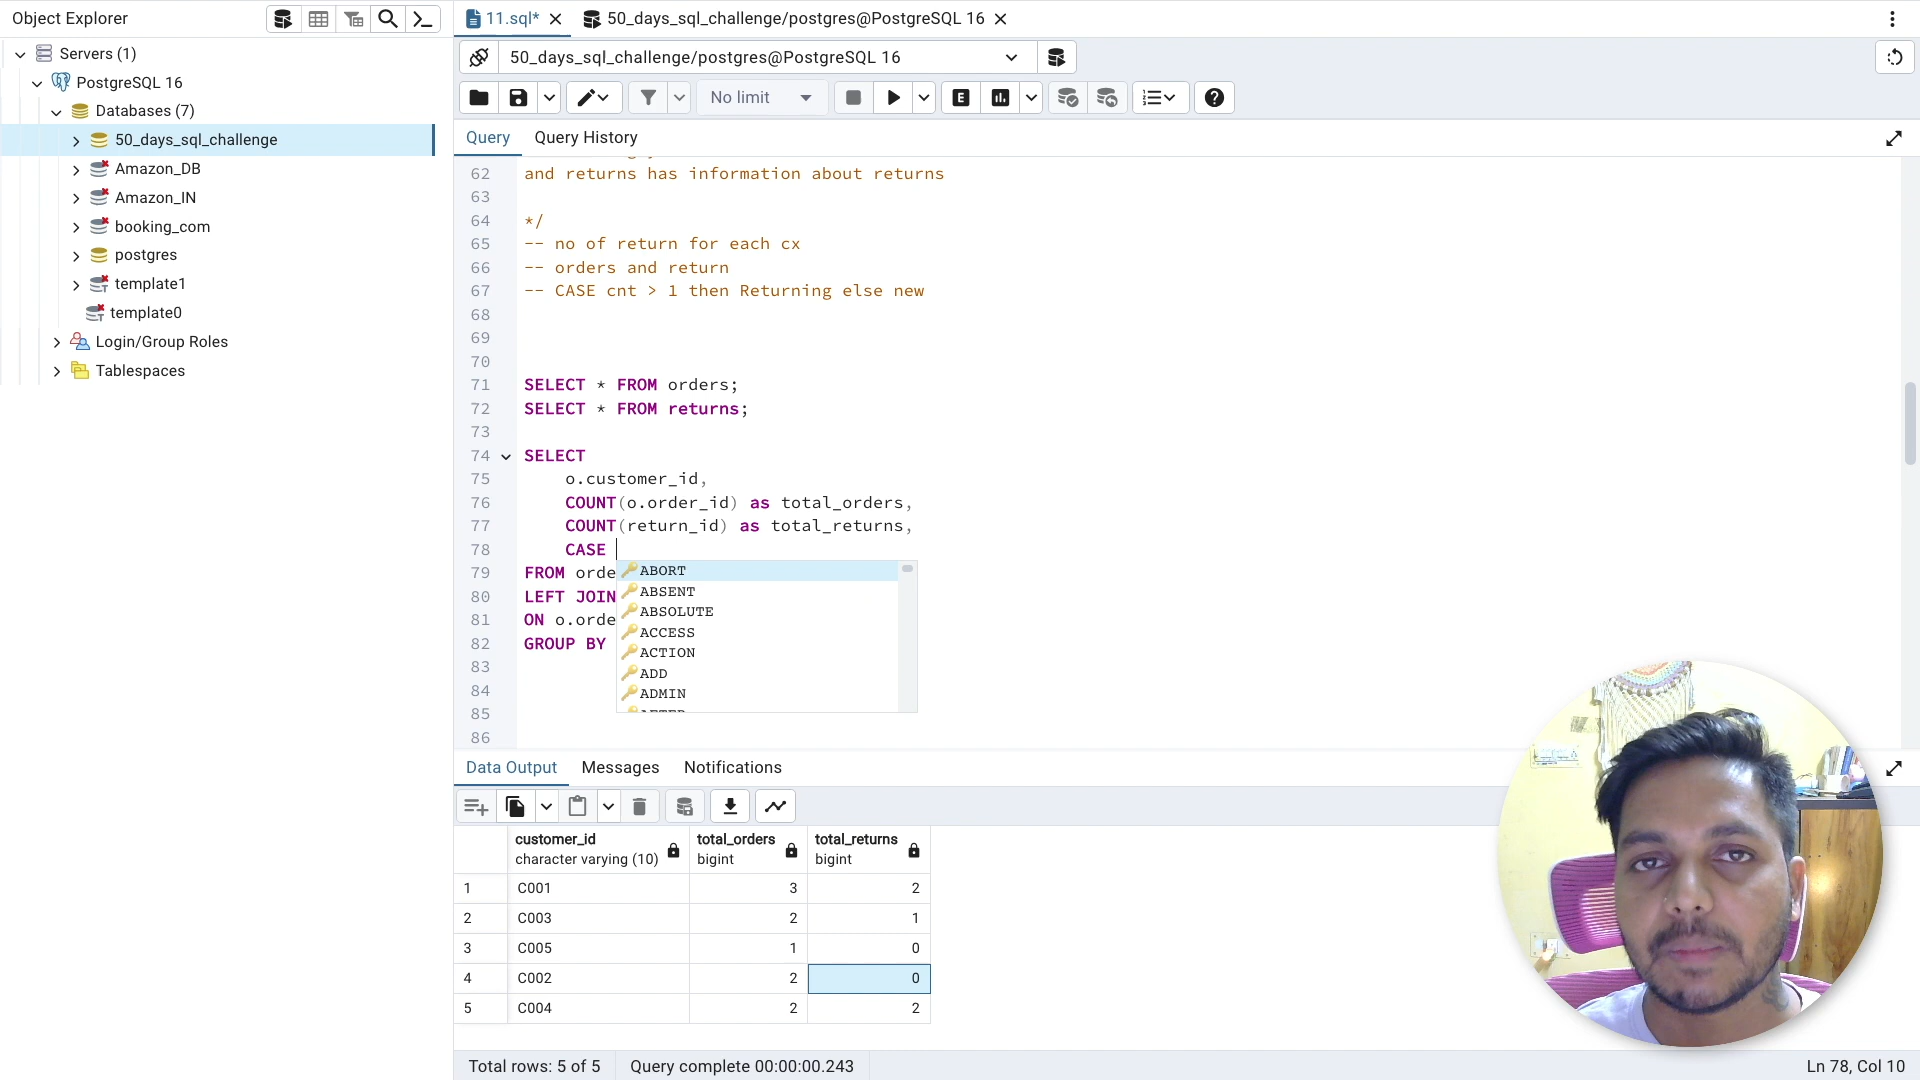 Object Explorer
Servers (1)
PostgreSQL 16
Databases (7)
50_days_sql_challenge
Amazon_DB
Amazon_IN
booking_com
postgres
template1
template0
Login/Group Roles
Tablespaces
11.sql*
50_days_sql_challenge/postgres@PostgreSQL 16
50_days_sql_challenge/postgres@PostgreSQL 16
No limit
E
Query
Query History
62 and returns has information about returns
63
64 */
65 -- no of return for each cx
66 -- orders and return
67 -- CASE cnt > 1 then Returning else new
68
69
70
71 SELECT * FROM orders;
72 SELECT * FROM returns;
73
74 SELECT
75 o.customer_id,
76 COUNT(o.order_id) as total_orders,
77 COUNT(return_id) as total_returns,
78 CASE
79 FROM orde
80 LEFT JOIN
81 ON o.orde
82 GROUP BY
83
84
85
86
ABORT
ABSENT
ABSOLUTE
ACCESS
ACTION
ADD
ADMIN
Data Output
Messages
Notifications
customer_id total_orders total_returns
character varying (10) bigint bigint
1 C001 3 2
2 C003 2 1
3 C005 1 0
4 C002 2 0
5 C004 2 2
Total rows: 5 of 5
Query complete 00:00:00.243
Ln 78, Col 10